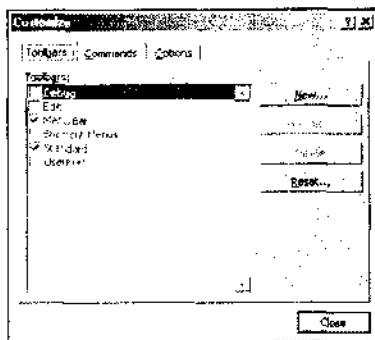 Customize
Toolbars Commands Options
Toolbars:
Debug
Edit
Menu Bar
Shortcut Menus
Standard
UserForm
New...
Reset...
Close